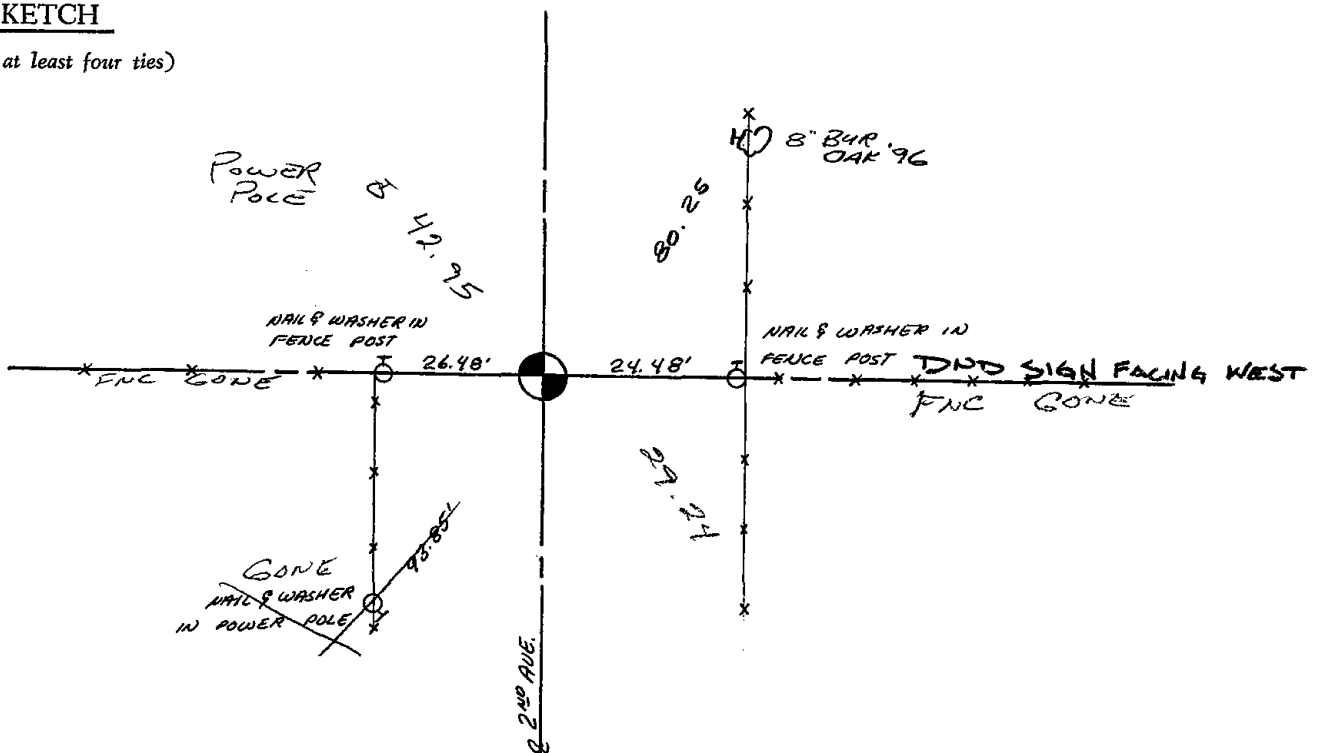 KETCH
at least four ties)
8" BUR
OAK '96
POWER
POLE
42.95
NAIL & WASHER IN
FENCE POST
NAIL & WASHER IN
FENCE POST
26.48'
24.48'
DND SIGN FACING WEST
FNC GONE
FNC GONE
29.24
93.85'
GONE
NAIL & WASHER
IN POWER POLE
℄ 2ND AVE.